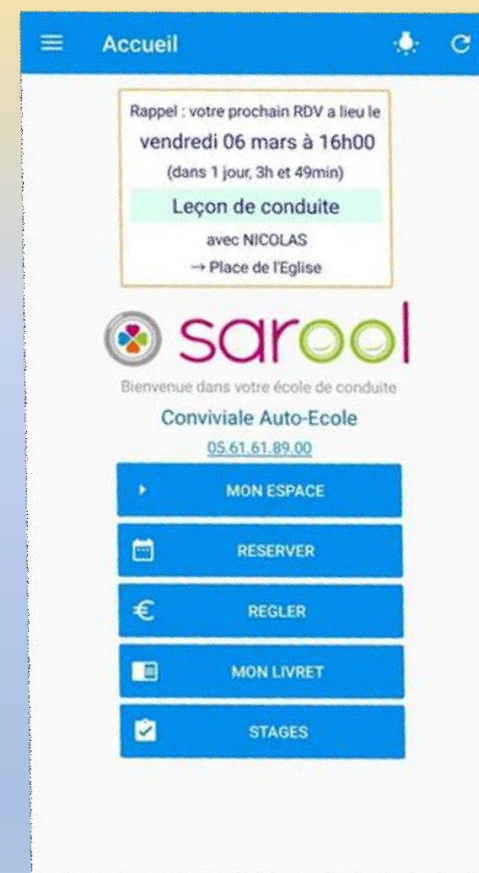 Accueil
Rappel : votre prochain RDV a lieu le
vendredi 06 mars à 16h00
(dans 1 jour, 3h et 49min)
Leçon de conduite
avec NICOLAS
→ Place de l'Eglise
sarool
Bienvenue dans votre école de conduite
Conviviale Auto-Ecole
05.61.61.89.00
MON ESPACE
RESERVER
€ REGLER
MON LIVRET
STAGES